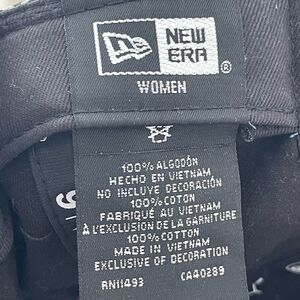 NEW
ERA®
WOMEN
100% ALGODÓN
HECHO EN VIETNAM
NO INCLUYE DECORACIÓN
100% COTON
FABRIQUÉ AU VIETNAM
À L'EXCLUSION DE LA GARNITURE
100% COTTON
MADE IN VIETNAM
EXCLUSIVE OF DECORATION
RN11493 CA40289